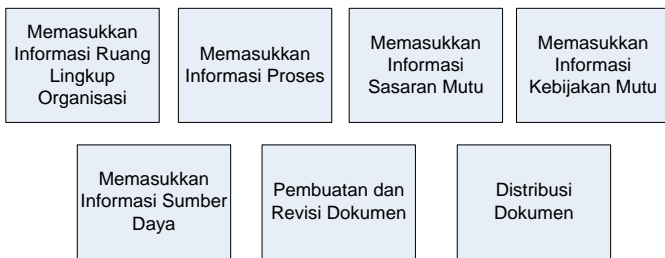 Memasukkan
Informasi Ruang
Lingkup
Organisasi
Memasukkan
Informasi Proses
Memasukkan
Informasi
Sasaran Mutu
Memasukkan
Informasi
Kebijakan Mutu
Memasukkan
Informasi Sumber
Daya
Pembuatan dan
Revisi Dokumen
Distribusi
Dokumen